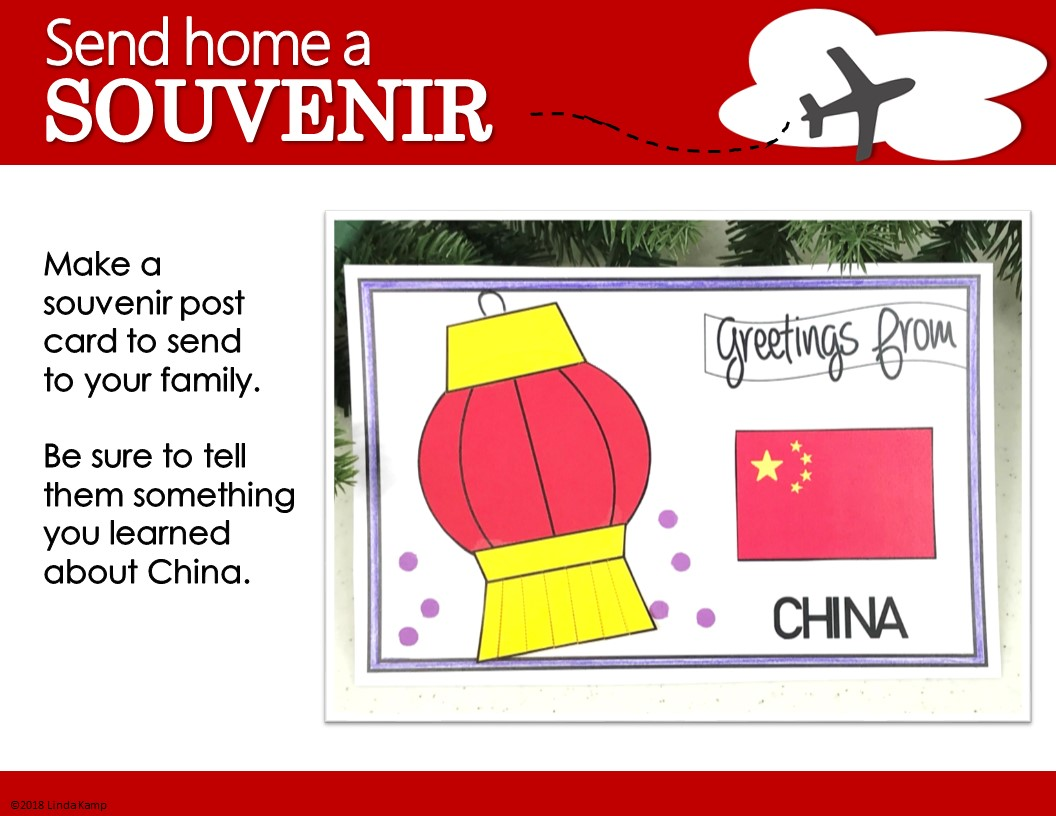 Send home a
SOUVENIR
Make a
souvenir post
card to send
to your family.
Be sure to tell
them something
you learned
about China.
Greetings from
CHINA
©2018 Linda Kamp